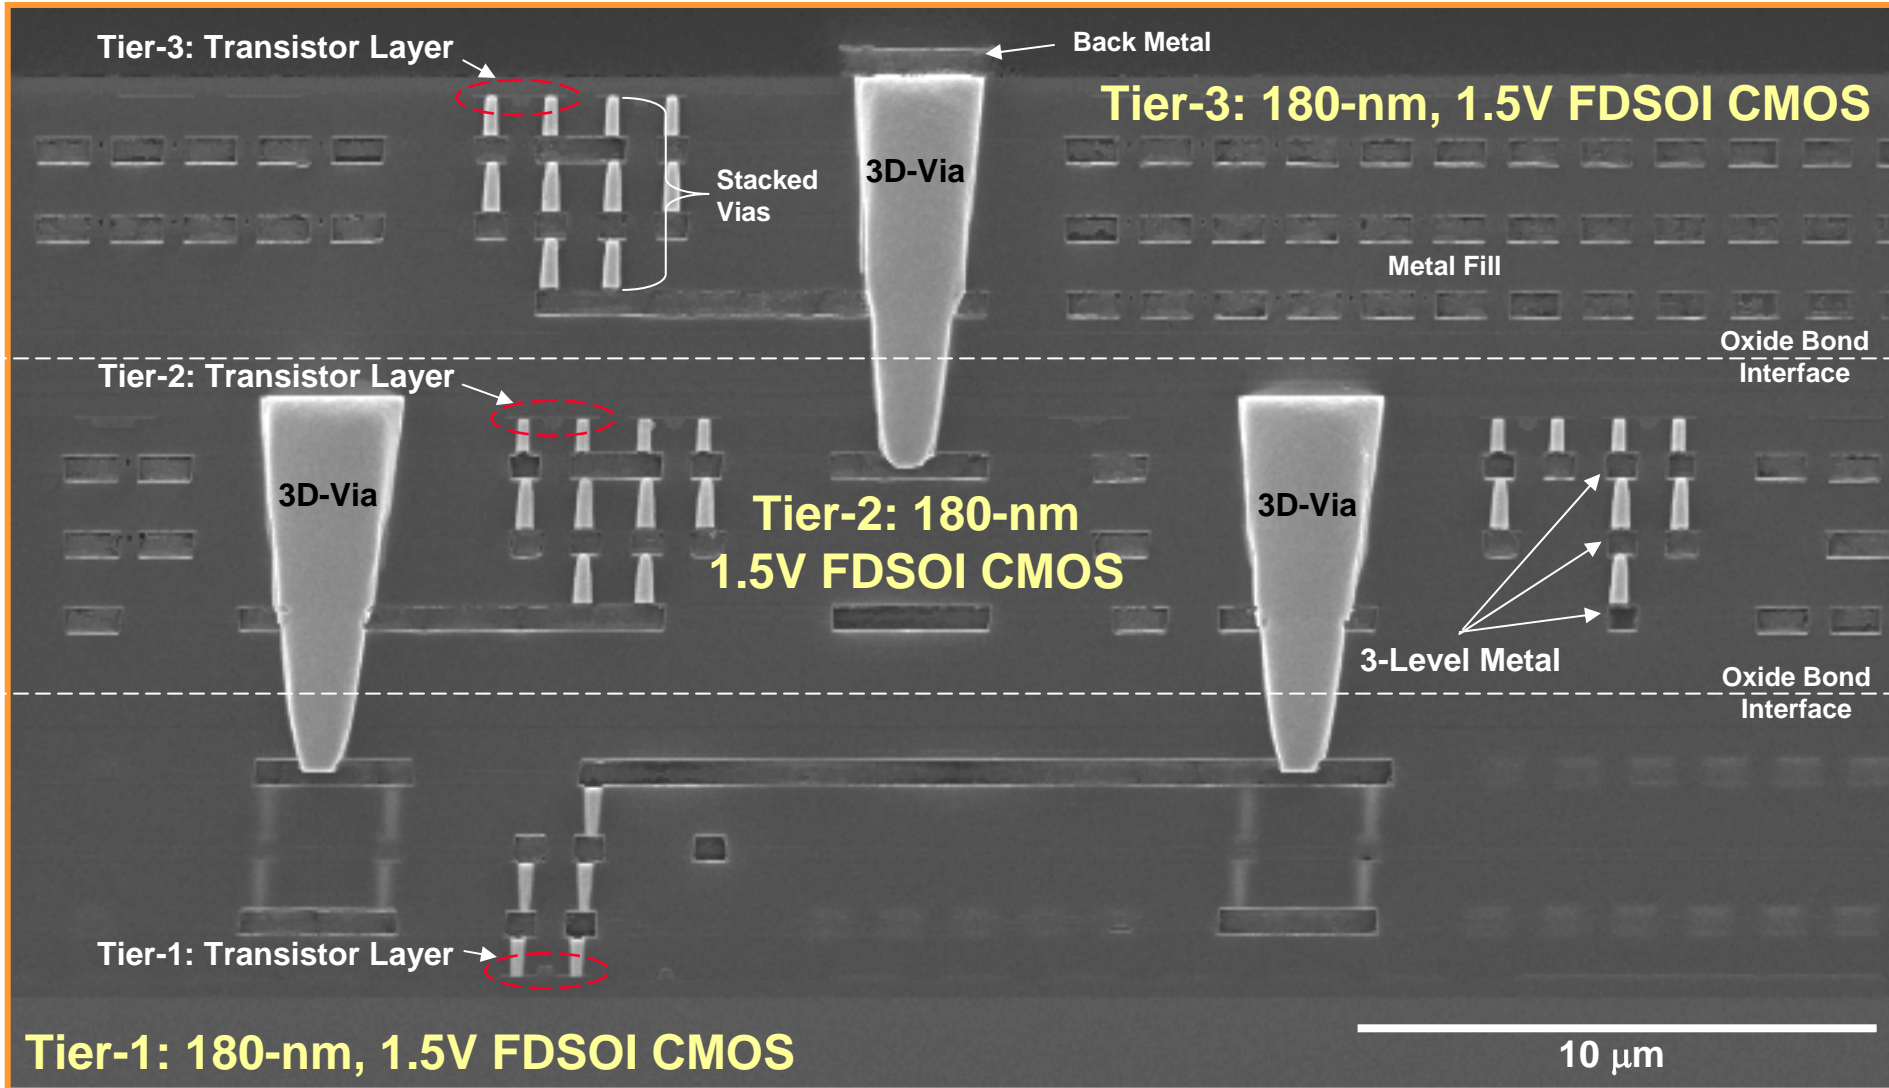 Tier-3: Transistor Layer
Back Metal
Tier-3: 180-nm, 1.5V FDSOI CMOS
3D-Via
Stacked
Vias
Metal Fill
Oxide Bond
Interface
Tier-2: Transistor Layer
3D-Via
Tier-2: 180-nm
1.5V FDSOI CMOS
3D-Via
3-Level Metal
Oxide Bond
Interface
Tier-1: Transistor Layer
Tier-1: 180-nm, 1.5V FDSOI CMOS
10 μm